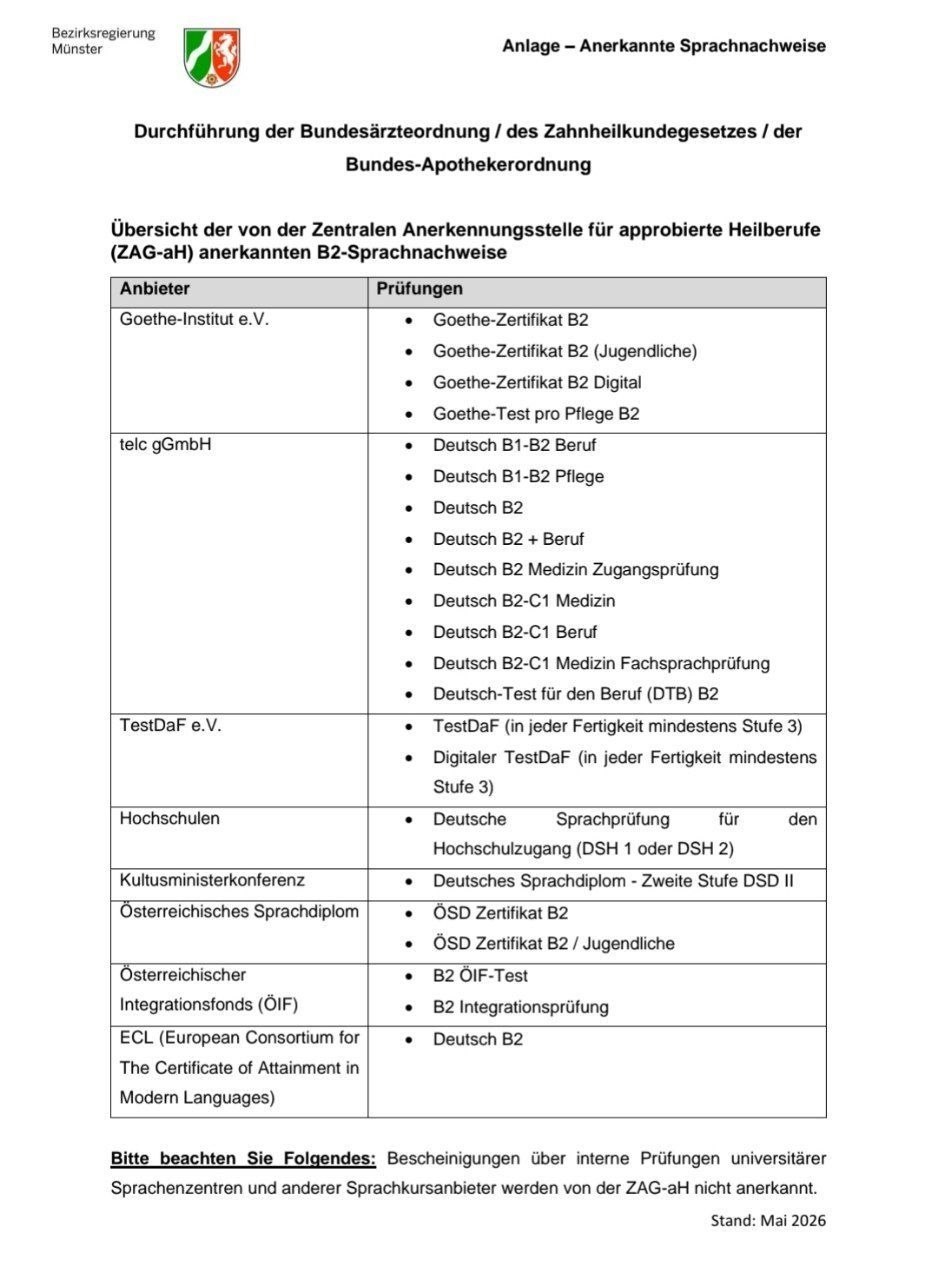 Bezirksregierung
Münster
Anlage – Anerkannte Sprachnachweise
Durchführung der Bundesärzteordnung / des Zahnheilkundegesetzes / der
Bundes-Apothekerordnung
Übersicht der von der Zentralen Anerkennungsstelle für approbierte Heilberufe
(ZAG-aH) anerkannten B2-Sprachnachweise
Anbieter Prüfungen
Goethe-Institut e.V.
• Goethe-Zertifikat B2
• Goethe-Zertifikat B2 (Jugendliche)
• Goethe-Zertifikat B2 Digital
• Goethe-Test pro Pflege B2
telc gGmbH
• Deutsch B1-B2 Beruf
• Deutsch B1-B2 Pflege
• Deutsch B2
• Deutsch B2 + Beruf
• Deutsch B2 Medizin Zugangsprüfung
• Deutsch B2-C1 Medizin
• Deutsch B2-C1 Beruf
• Deutsch B2-C1 Medizin Fachsprachprüfung
• Deutsch-Test für den Beruf (DTB) B2
TestDaF e.V.
• TestDaF (in jeder Fertigkeit mindestens Stufe 3)
• Digitaler TestDaF (in jeder Fertigkeit mindestens
Stufe 3)
Hochschulen
• Deutsche Sprachprüfung für den
Hochschulzugang (DSH 1 oder DSH 2)
Kultusministerkonferenz
• Deutsches Sprachdiplom - Zweite Stufe DSD II
Österreichisches Sprachdiplom
• ÖSD Zertifikat B2
• ÖSD Zertifikat B2 / Jugendliche
Österreichischer
Integrationsfonds (ÖIF)
• B2 ÖIF-Test
• B2 Integrationsprüfung
ECL (European Consortium for
The Certificate of Attainment in
Modern Languages)
• Deutsch B2
Bitte beachten Sie Folgendes: Bescheinigungen über interne Prüfungen universitärer
Sprachenzentren und anderer Sprachkursanbieter werden von der ZAG-aH nicht anerkannt.
Stand: Mai 2026